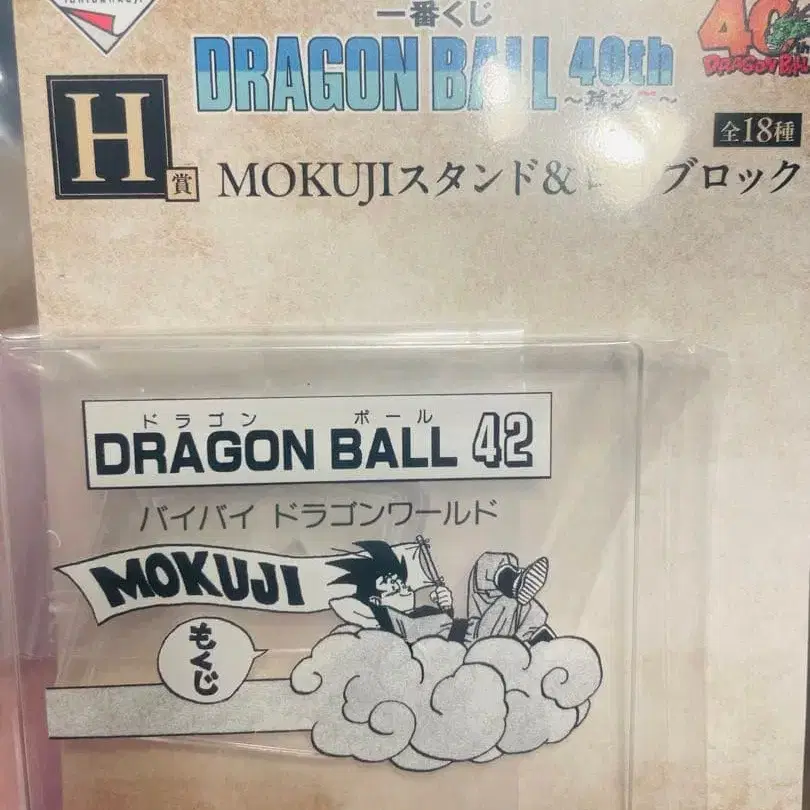 一番くじ
DRAGON BALL 40th
～其之
40
DRAGON BALL
H賞
全18種
MOKUJIスタンド& ブロック
ドラゴン ボール
DRAGON BALL 42
バイバイ ドラゴンワールド
MOKUJI
もくじ